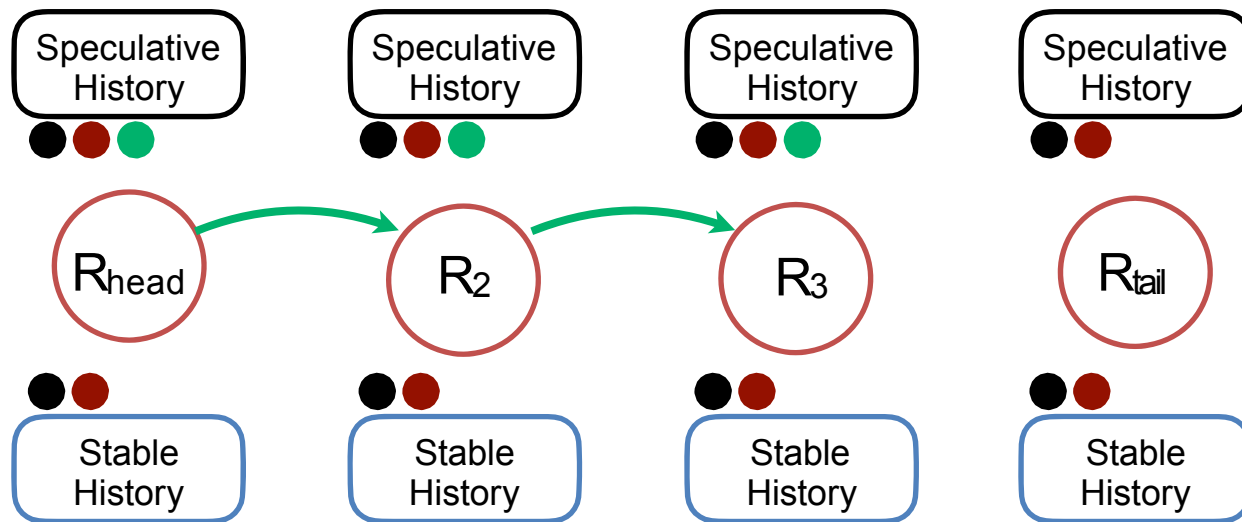 Speculative
History
Speculative
History
Speculative
History
Speculative
History
Rhead
R2
R3
Rtail
Stable
History
Stable
History
Stable
History
Stable
History